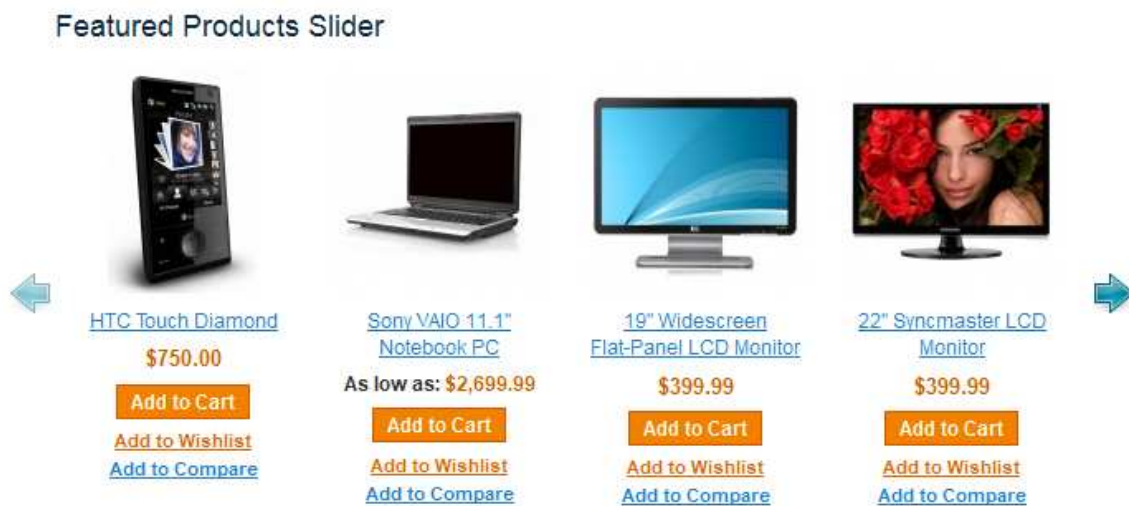 Featured Products Slider
HTC Touch Diamond
$750.00
Add to Cart
Add to Wishlist
Add to Compare
Sony VAIO 11.1"
Notebook PC
As low as: $2,699.99
Add to Cart
Add to Wishlist
Add to Compare
19" Widescreen
Flat-Panel LCD Monitor
$399.99
Add to Cart
Add to Wishlist
Add to Compare
22" Syncmaster LCD
Monitor
$399.99
Add to Cart
Add to Wishlist
Add to Compare